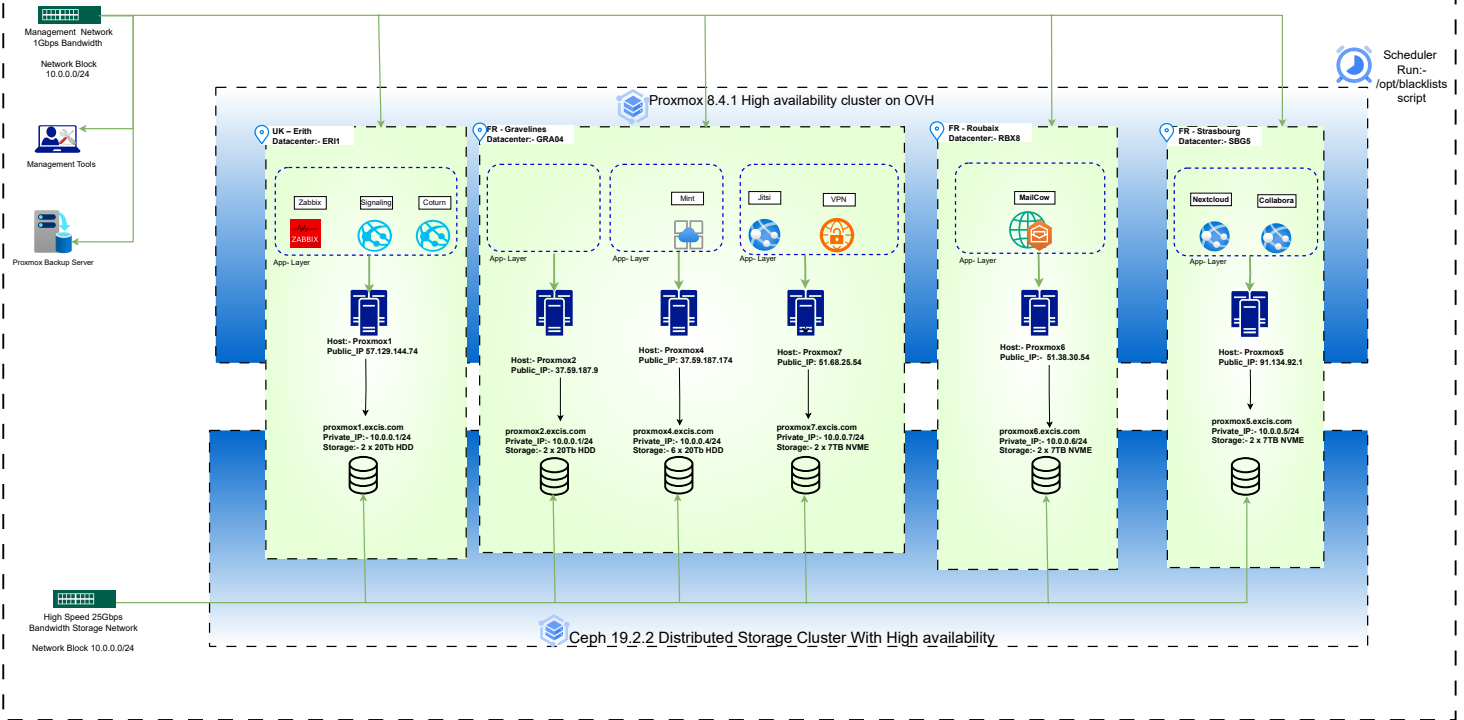 Management Network
1Gbps Bandwidth
Network Block
10.0.0.0/24
Management Tools
Proxmox Backup Server
Scheduler
Run:-
/opt/blacklists
script
Proxmox 8.4.1 High availability cluster on OVH
UK – Erith
Datacenter:- ERI1
Zabbix
Signaling
Coturn
ZABBIX
App- Layer
Host:- Proxmox1
Public_IP 57.129.144.74
proxmox1.excis.com
Private_IP:- 10.0.0.1/24
Storage:- 2 x 20Tb HDD
FR - Gravelines
Datacenter:- GRA04
App- Layer
Host:- Proxmox2
Public_IP:- 37.59.187.9
proxmox2.excis.com
Private_IP:- 10.0.0.1/24
Storage:- 2 x 20Tb HDD
Mint
App- Layer
Host:- Proxmox4
Public_IP: 37.59.187.174
proxmox4.excis.com
Private_IP:- 10.0.0.4/24
Storage:- 6 x 20Tb HDD
Jitsi
VPN
App- Layer
Host:- Proxmox7
Public_IP: 51.68.25.54
proxmox7.excis.com
Private_IP:- 10.0.0.7/24
Storage:- 2 x 7TB NVME
FR - Roubaix
Datacenter:- RBX8
MailCow
App- Layer
Host:- Proxmox6
Public_IP:- 51.38.30.54
proxmox6.excis.com
Private_IP:- 10.0.0.6/24
Storage:- 2 x 7TB NVME
FR - Strasbourg
Datacenter:- SBG5
Nextcloud
Collabora
App- Layer
Host:- Proxmox5
Public_IP: 91.134.92.1
proxmox5.excis.com
Private_IP:- 10.0.0.5/24
Storage:- 2 x 7TB NVME
High Speed 25Gbps
Bandwidth Storage Network
Network Block 10.0.0.0/24
Ceph 19.2.2 Distributed Storage Cluster With High availability